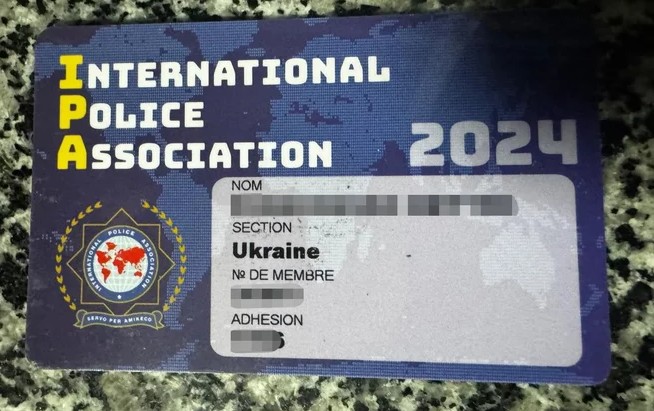 INTERNATIONAL
POLICE
ASSOCIATION
2024
NOM
SECTION
Ukraine
№ DE MEMBRE
ADHESION
INTERNATIONAL POLICE ASSOCIATION
SERVO PER AMIKECO